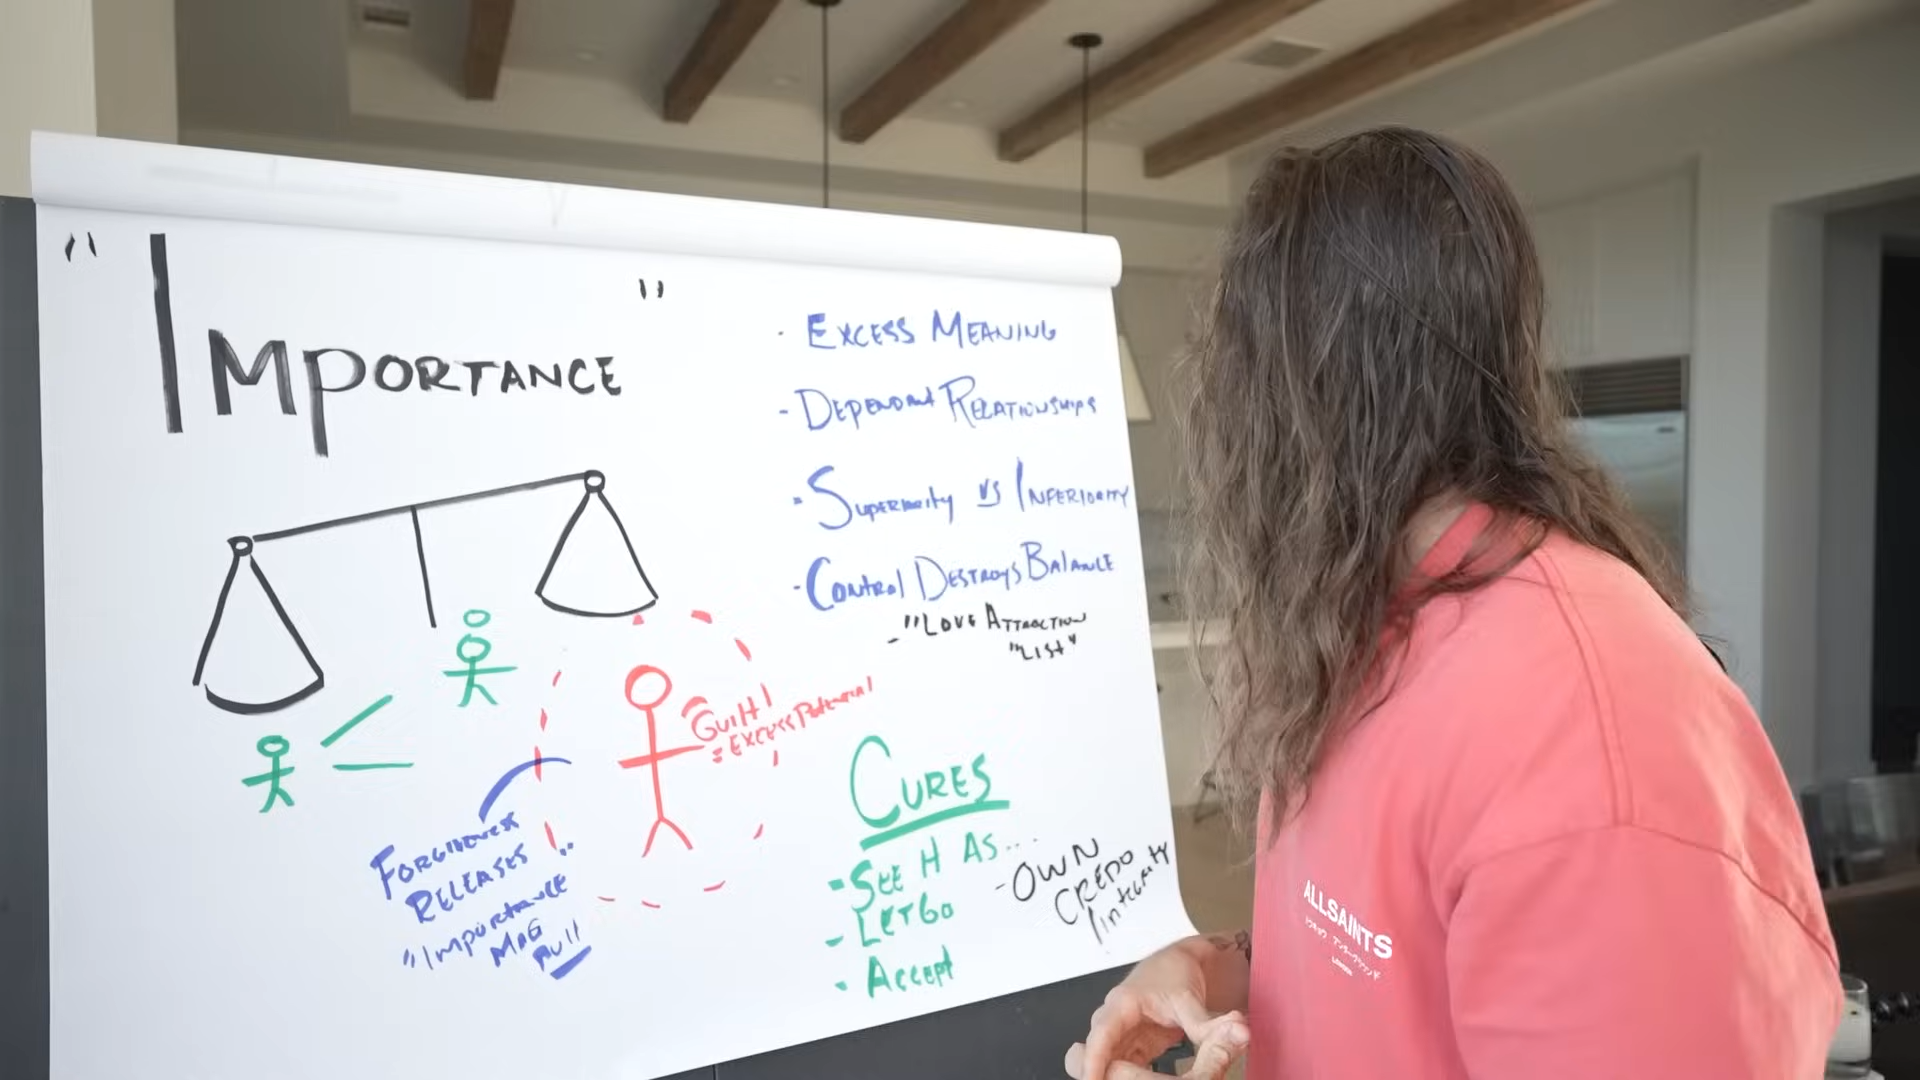 "IMPORTANCE"
· EXCESS MEANING
- DEPENDANT RELATIONSHIPS
- SUPERIORITY VS INFERIORITY
- CONTROL DESTROYS BALANCE
- "LOVE ATTRACTION
"LIST"
GUILT
= EXCESS POTENTIAL
FORGIVENESS
RELEASES
"IMPORTANCE
MAG
PULL
CURES
- SEE H AS...
- LET GO
- ACCEPT
- OWN
CREDO
/INTEGRITY
ALLSAINTS